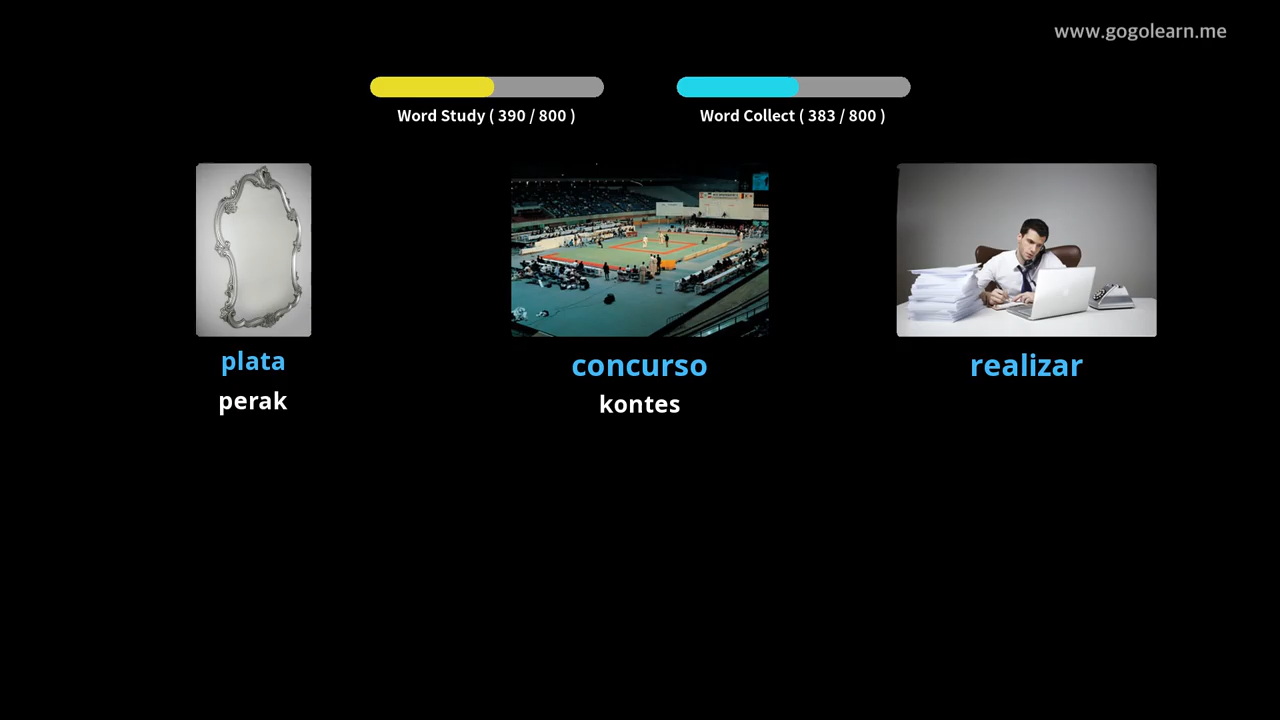 www.gogolearn.me
Word Study ( 390 / 800 )
Word Collect ( 383 / 800 )
plata
concurso
realizar
perak
kontes